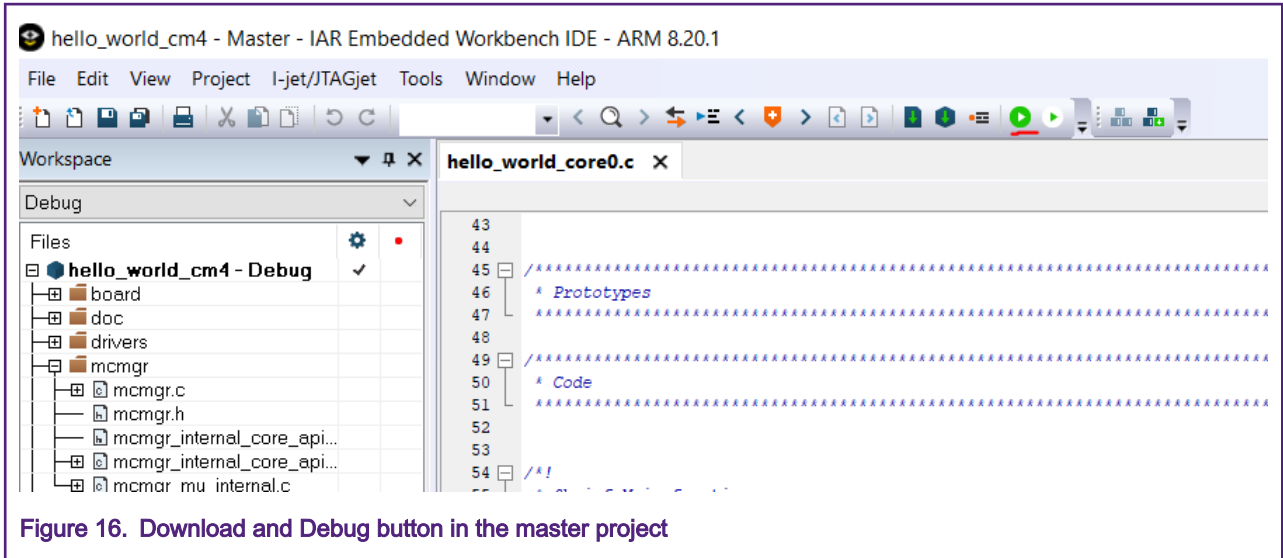 hello_world_cm4 - Master - IAR Embedded Workbench IDE - ARM 8.20.1
File Edit View Project I-jet/JTAGjet Tools Window Help
Workspace
hello_world_core0.c
Debug
Files
hello_world_cm4 - Debug
board
doc
drivers
mcmgr
mcmgr.c
mcmgr.h
mcmgr_internal_core_api...
mcmgr_internal_core_api...
mcmgr_mu_internal.c
43
44
45 /*****************************************************************************
46 * Prototypes
47 *****************************************************************************
48
49 /*****************************************************************************
50 * Code
51 *****************************************************************************
52
53
54 /*!
Figure 16. Download and Debug button in the master project